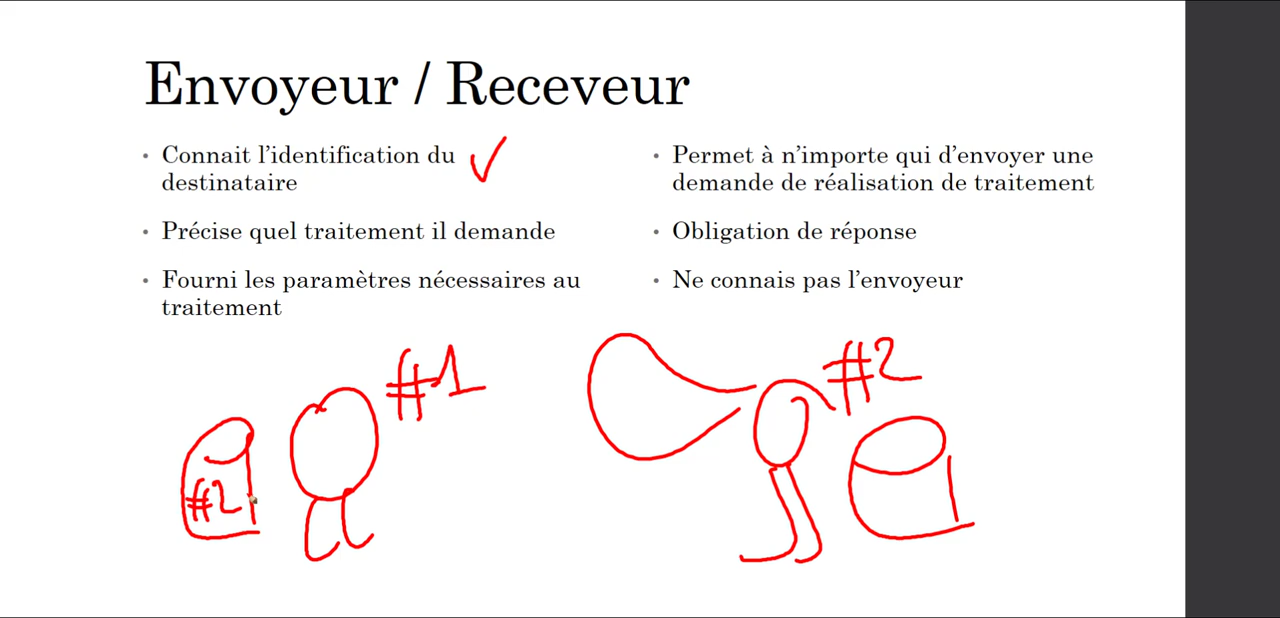 Envoyeur / Receveur
• Connait l'identification du
destinataire
• Précise quel traitement il demande
• Fourni les paramètres nécessaires au
traitement
• Permet à n'importe qui d'envoyer une
demande de réalisation de traitement
• Obligation de réponse
• Ne connais pas l'envoyeur
#1
#2
#2